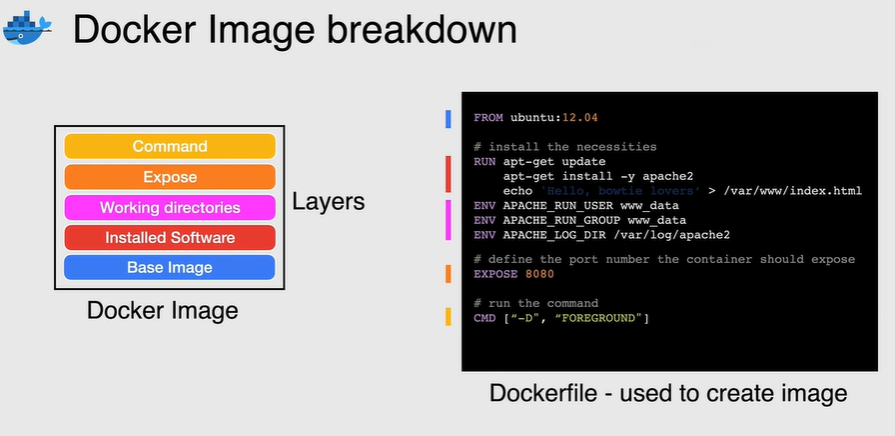 Docker Image breakdown
Command
Expose
Working directories
Installed Software
Base Image
Layers
Docker Image
FROM ubuntu:12.04
# install the necessities
RUN apt-get update
apt-get install -y apache2
echo `Hello, bowtie lovers' > /var/www/index.html
ENV APACHE_RUN_USER www_data
ENV APACHE_RUN_GROUP www_data
ENV APACHE_LOG_DIR /var/log/apache2
# define the port number the container should expose
EXPOSE 8080
# run the command
CMD [“-D", “FOREGROUND"]
Dockerfile - used to create image